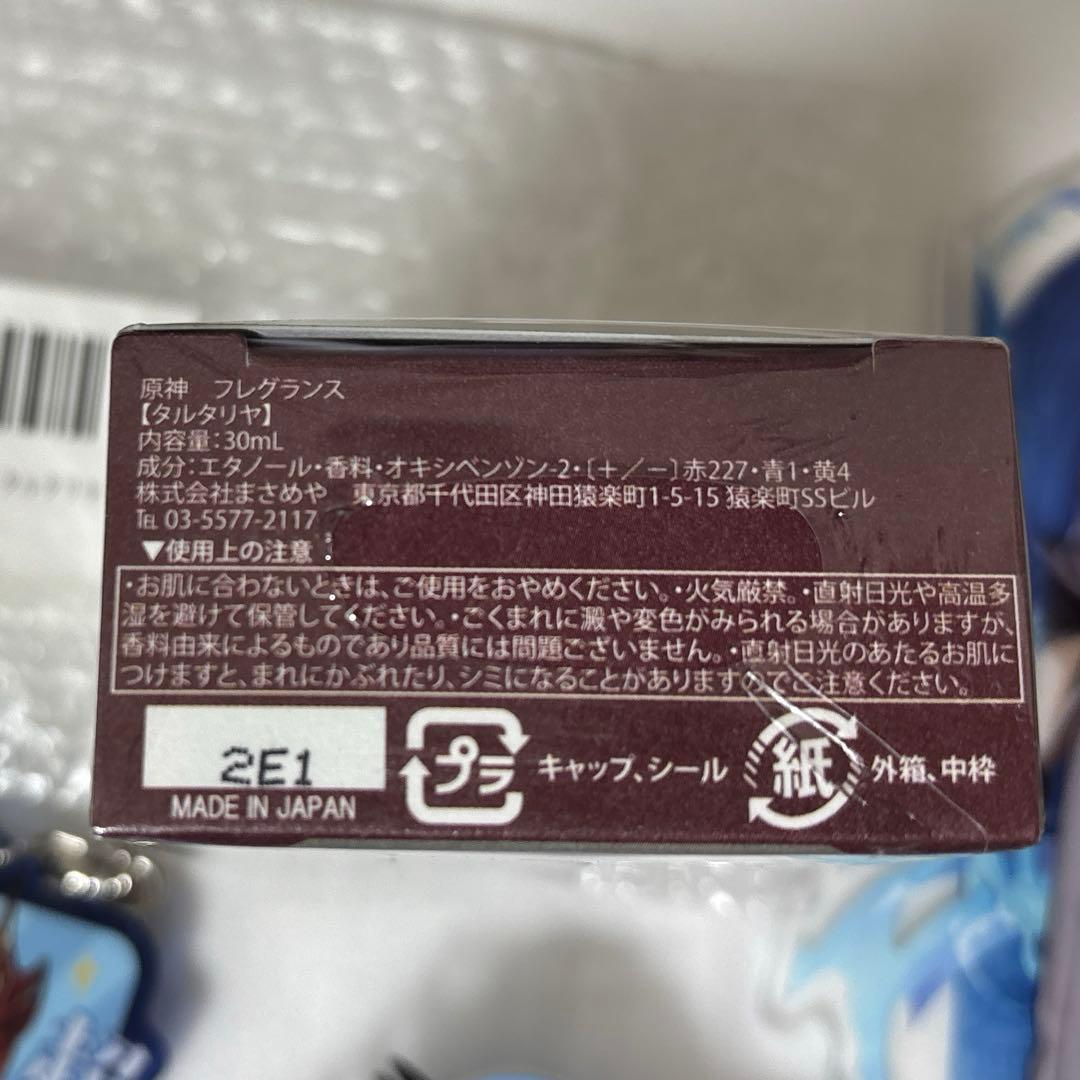 原神　フレグランス
【タルタリヤ】
内容量:30mL
成分:エタノール・香料・オキシベンゾン-2・〔+／−〕赤227・青1・黄4
株式会社まさめや　東京都千代田区神田猿楽町1-5-15 猿楽町SSビル
℡ 03-5577-2117
▼使用上の注意
・お肌に合わないときは、ご使用をおやめください。・火気厳禁。・直射日光や高温多
湿を避けて保管してください。・ごくまれに澱や変色がみられる場合がありますが、
香料由来によるものであり品質には問題ございません。・直射日光のあたるお肌に
つけますと、まれにかぶれたり、シミになることがありますのでご注意ください。
2E1
MADE IN JAPAN
プラ キャップ、シール
紙 外箱、中枠